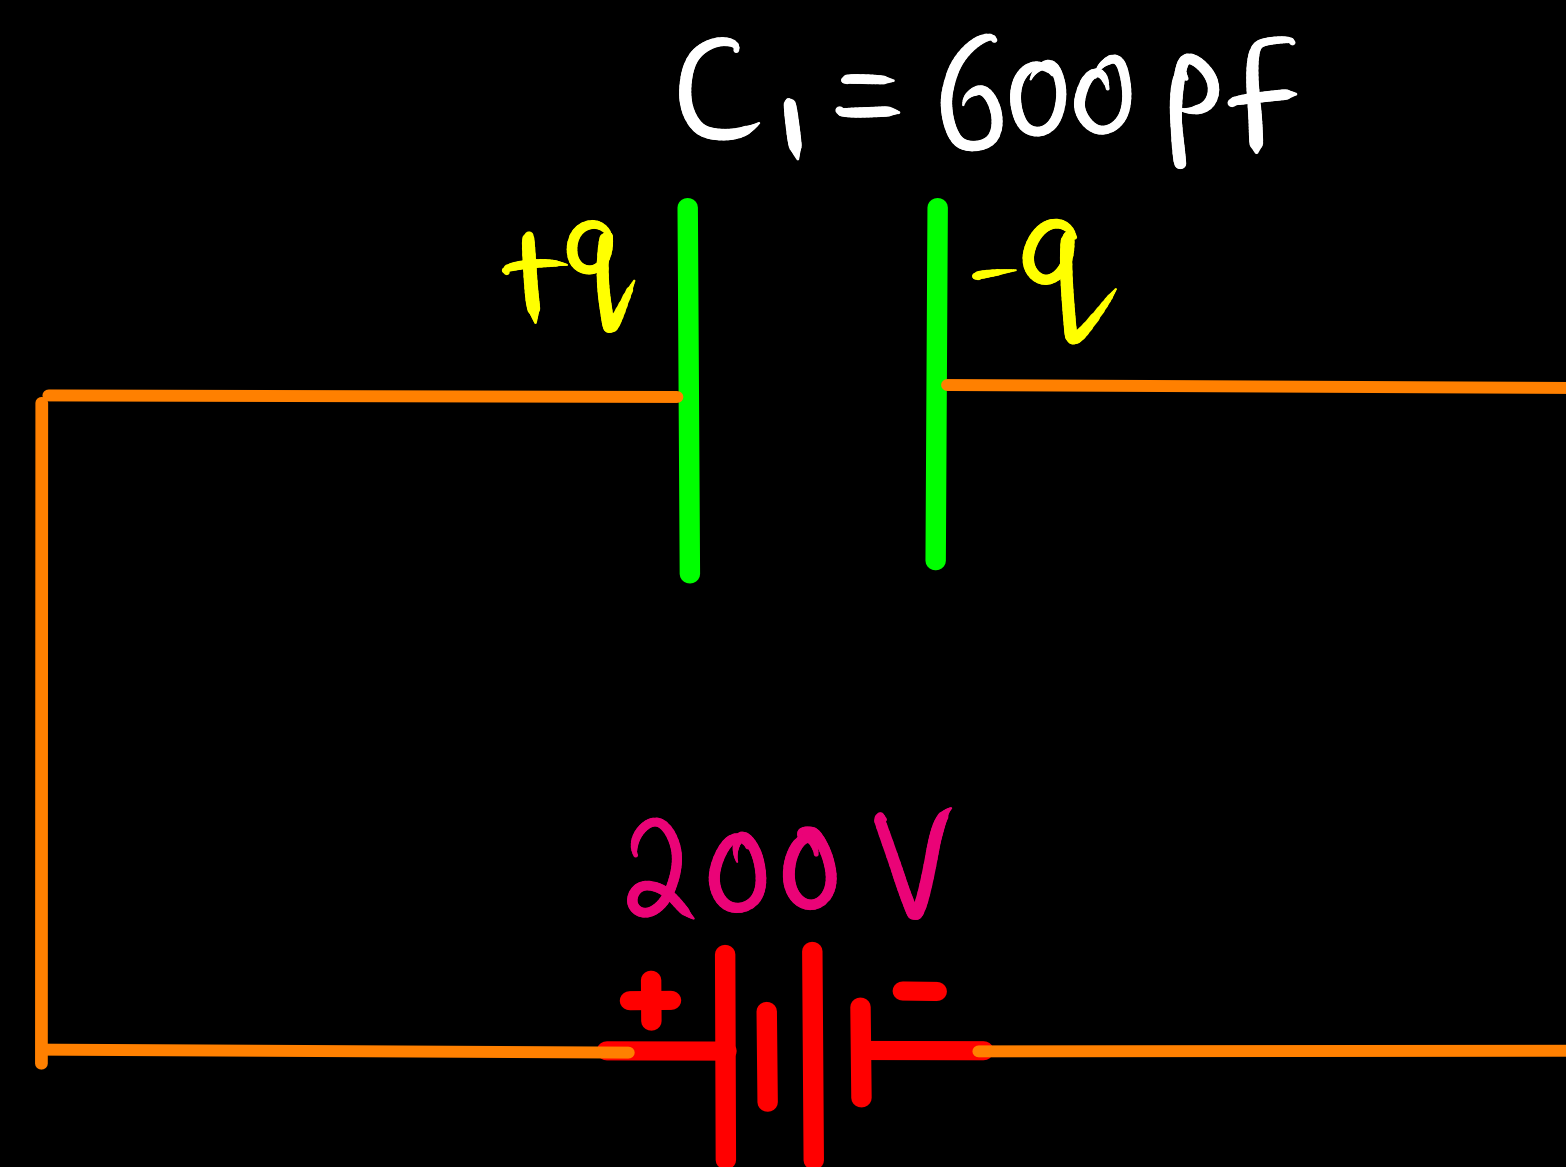 C₁ = 600 pf
+q -q
200 V
+ -